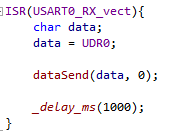 ISR(USART0_RX_vect){
char data;
data = UDR0;
dataSend(data, 0);
_delay_ms(1000);
}